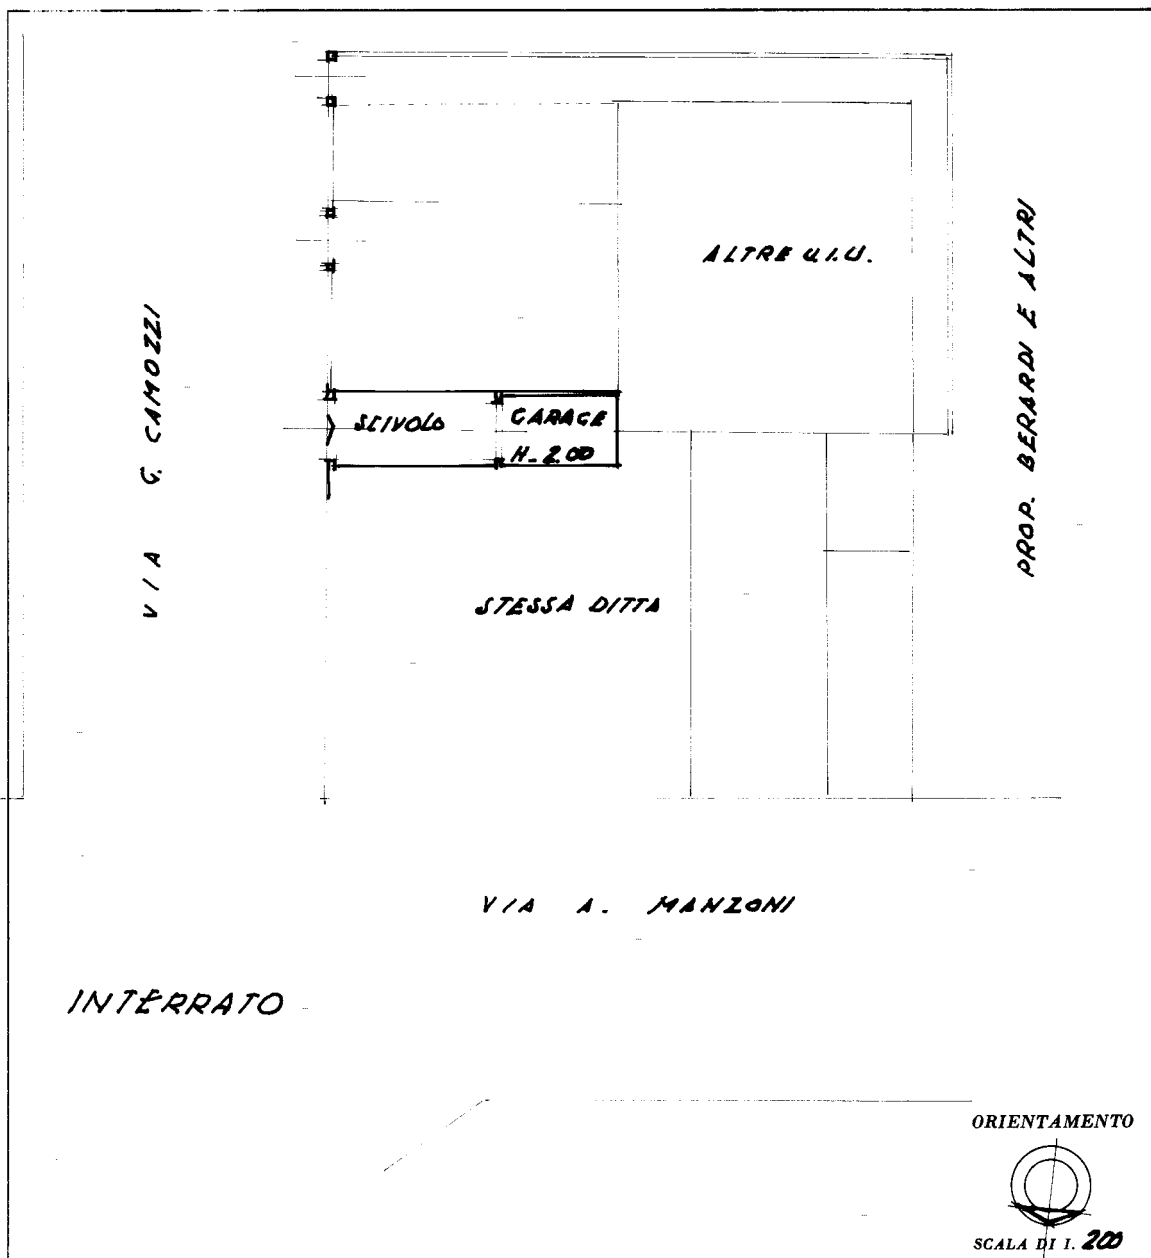 ALTRE U.I.U.
PROP. BERARDI E ALTRI
VIA G. CAMOZZI
SCIVOLO
GARAGE
H_2.00
STESSA DITTA
VIA A. MANZONI
INTERRATO
ORIENTAMENTO
SCALA DI 1. 200